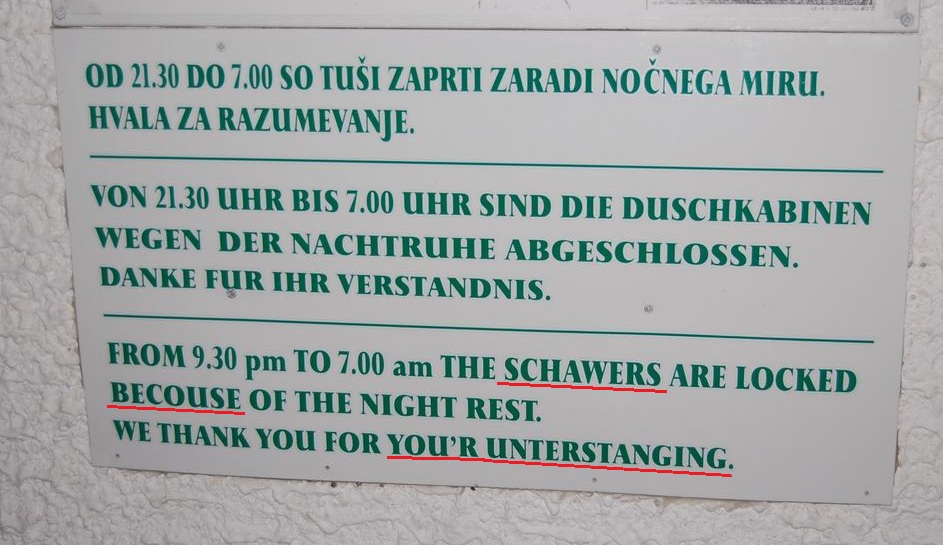 OD 21.30 DO 7.00 SO TUŠI ZAPRTI ZARADI NOČNEGA MIRU.
HVALA ZA RAZUMEVANJE.
VON 21.30 UHR BIS 7.00 UHR SIND DIE DUSCHKABINEN
WEGEN DER NACHTRUHE ABGESCHLOSSEN.
DANKE FUR IHR VERSTANDNIS.
FROM 9.30 pm TO 7.00 am THE SCHAWERS ARE LOCKED
BECOUSE OF THE NIGHT REST.
WE THANK YOU FOR YOU'R UNTERSTANGING.